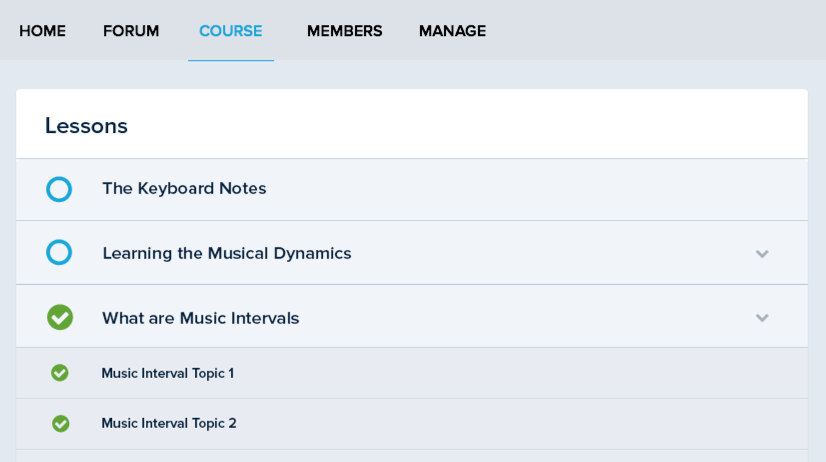 HOME FORUM COURSE MEMBERS MANAGE
Lessons
The Keyboard Notes
Learning the Musical Dynamics
What are Music Intervals
Music Interval Topic 1
Music Interval Topic 2